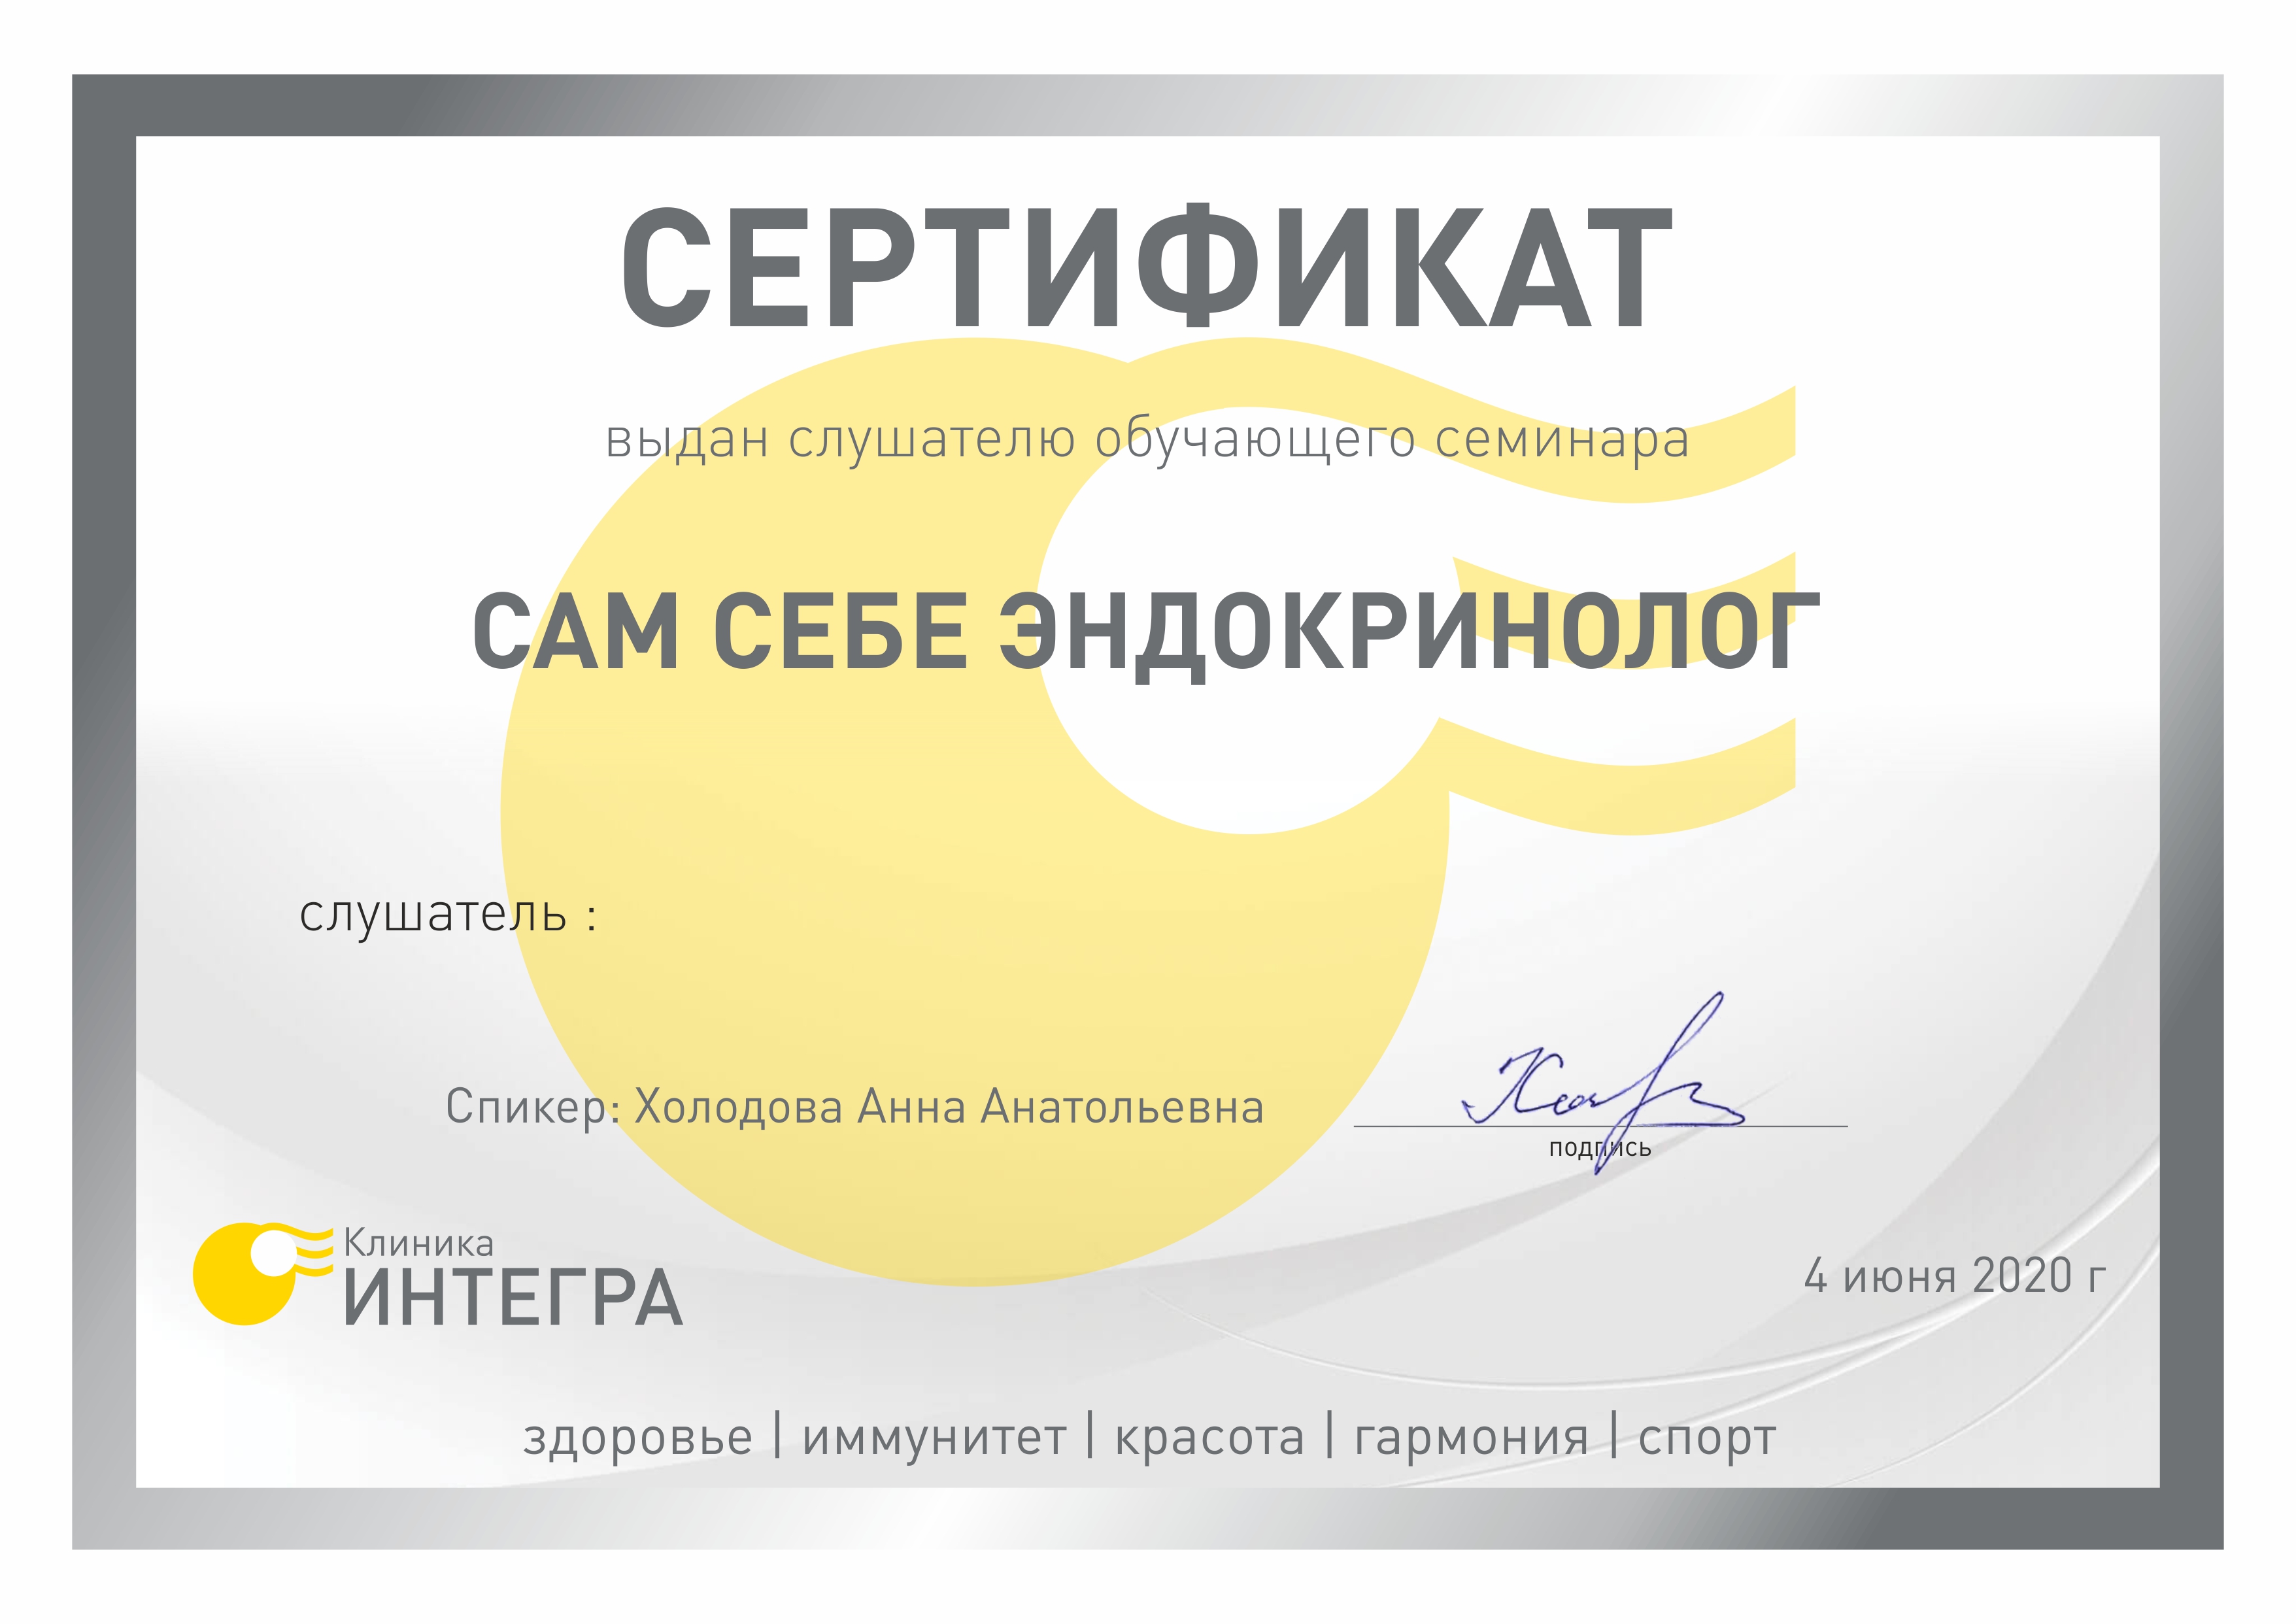 СЕРТИФИКАТ
выдан слушателю обучающего семинара
САМ СЕБЕ ЭНДОКРИНОЛОГ
слушатель :
Спикер: Холодова Анна Анатольевна
подпись
Клиника
ИНТЕГРА
4 июня 2020 г
здоровье | иммунитет | красота | гармония | спорт